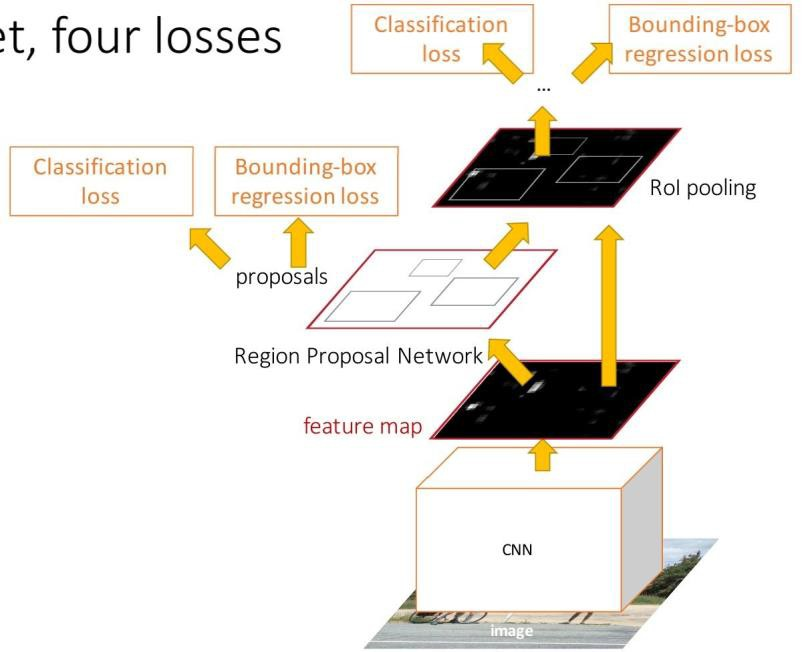 et, four losses
Classification
loss
Bounding-box
regression loss
...
Classification
loss
Bounding-box
regression loss
RoI pooling
proposals
Region Proposal Network
feature map
CNN
image